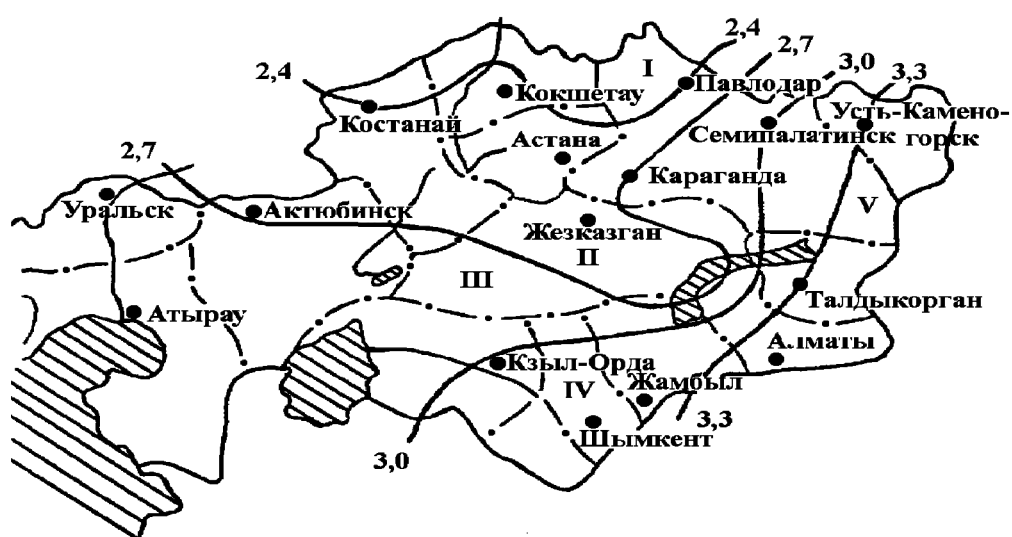 2,4
2,7
2,4
3,0
3,3
I
Павлодар
Кокшетау
Костанай
Усть-Камено-
горск
Семипалатинск
Астана
2,7
Караганда
Уральск
Актюбинск
V
Жезказган
II
III
Талдыкорган
Атырау
Алматы
Кзыл-Орда
IV
Жамбыл
3,3
Шымкент
3,0